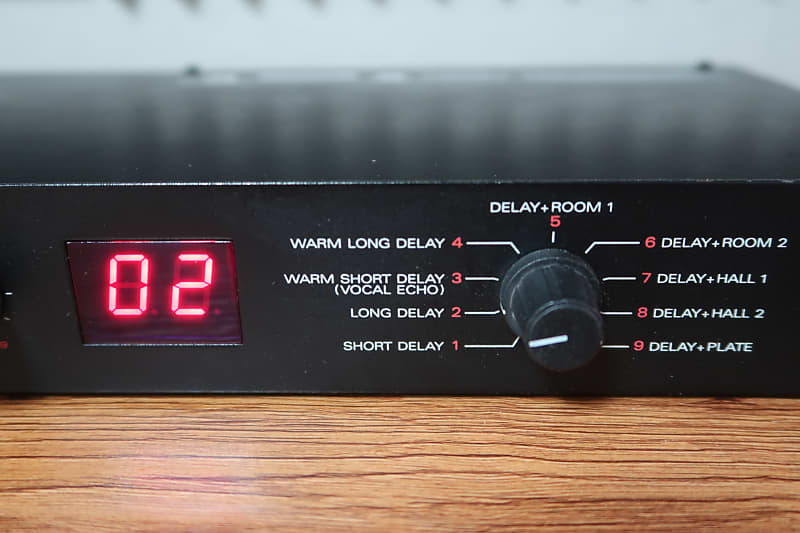 02
DELAY+ROOM 1
5
WARM LONG DELAY 4
WARM SHORT DELAY 3
(VOCAL ECHO)
LONG DELAY 2
SHORT DELAY 1
6 DELAY+ROOM 2
7 DELAY+HALL 1
8 DELAY+HALL 2
9 DELAY+PLATE